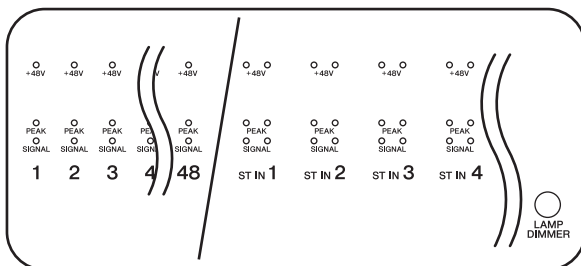 +48V +48V +48V V +48V +48V +48V +48V +48V
PEAK PEAK PEAK PEA PEAK PEAK PEAK PEAK PEAK
SIGNAL SIGNAL SIGNAL SIGN SIGNAL SIGNAL SIGNAL SIGNAL SIGNAL
1 2 3 4 48 ST IN 1 ST IN 2 ST IN 3 ST IN 4
LAMP
DIMMER